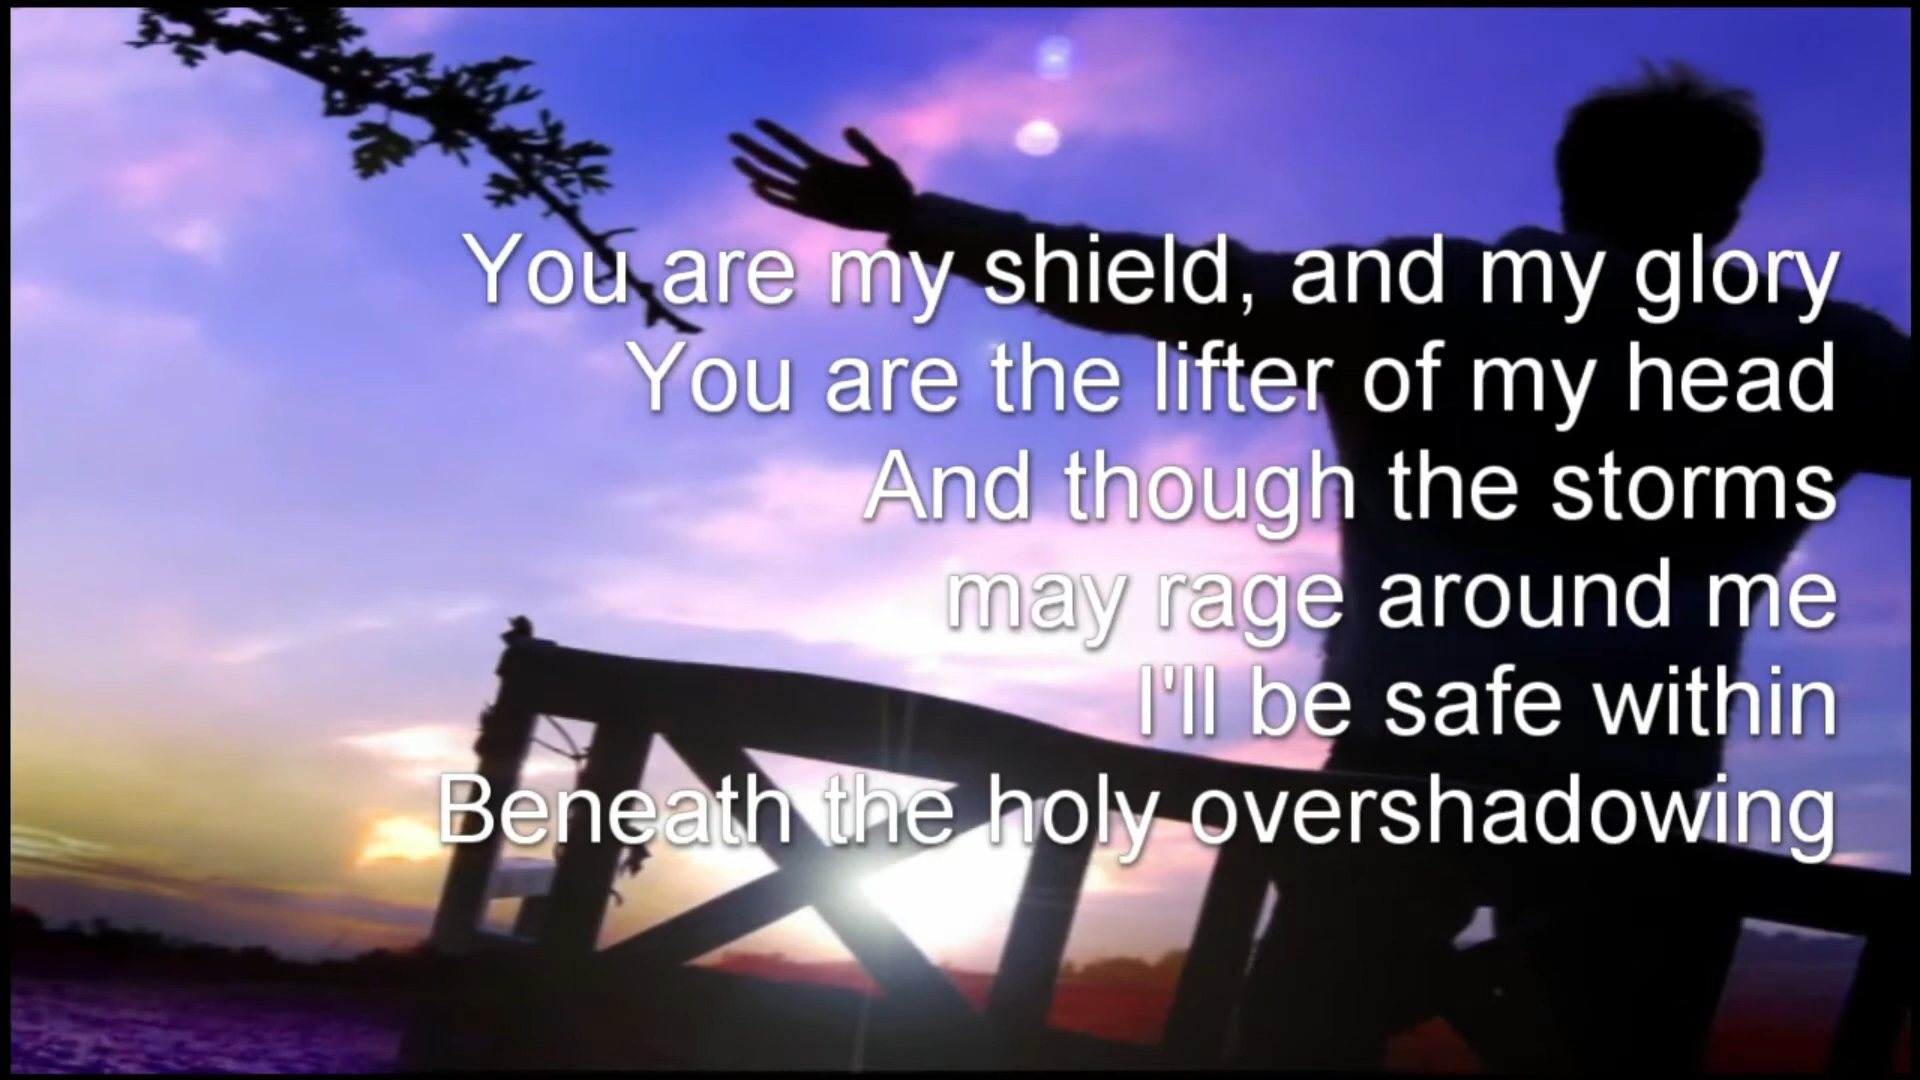 You are my shield, and my glory
You are the lifter of my head
And though the storms
may rage around me
I'll be safe within
Beneath the holy overshadowing